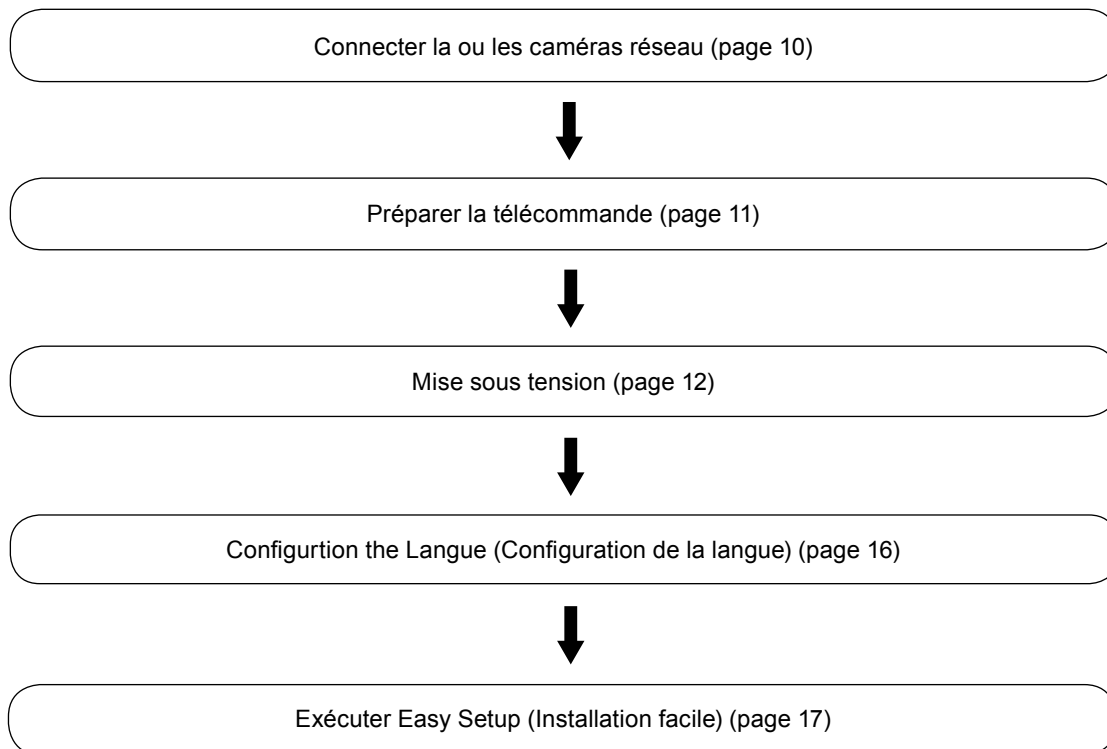 Connecter la ou les caméras réseau (page 10)
Préparer la télécommande (page 11)
Mise sous tension (page 12)
Configurtion the Langue (Configuration de la langue) (page 16)
Exécuter Easy Setup (Installation facile) (page 17)